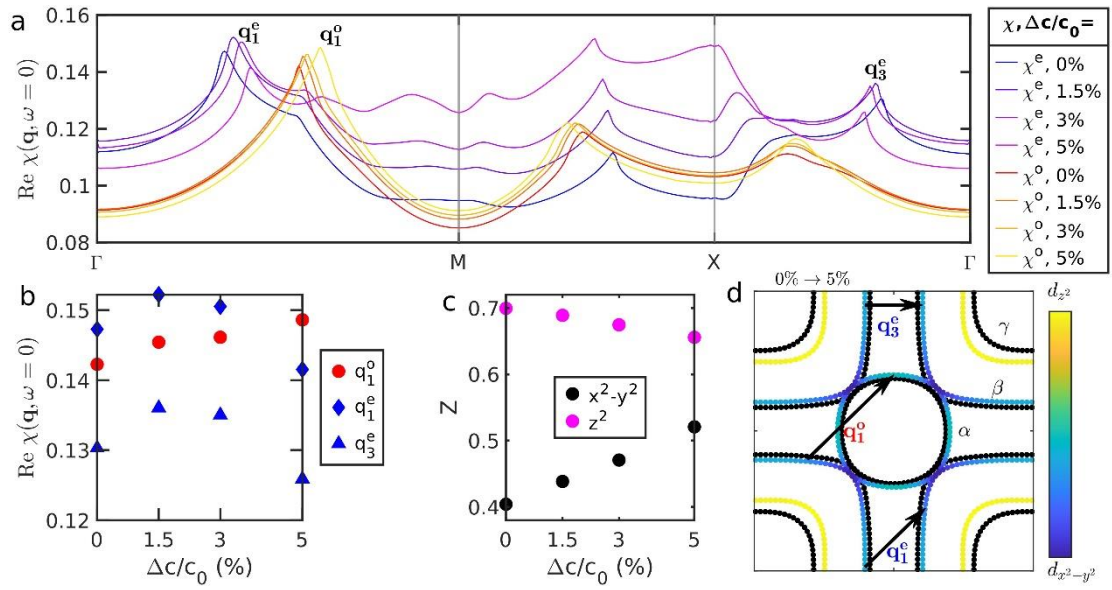 a
Re χ(q, ω = 0)
0.16
0.14
0.12
0.1
0.08
q₁ᵉ
q₁ᵒ
q₃ᵉ
Γ
M
X
Γ
χ, Δc/c₀=
χᵉ, 0%
χᵉ, 1.5%
χᵉ, 3%
χᵉ, 5%
χᵒ, 0%
χᵒ, 1.5%
χᵒ, 3%
χᵒ, 5%
b
Re χ(q, ω = 0)
0.15
0.14
0.13
0.12
0
1.5
3
5
Δc/c₀ (%)
q₁ᵒ
q₁ᵉ
q₃ᵉ
c
Z
0.7
0.6
0.5
0.4
x²-y²
z²
0
1.5
3
5
Δc/c₀ (%)
d
0% → 5%
q₃ᵉ
γ
β
α
q₁ᵒ
q₁ᵉ
d_z²
d_x²−y²